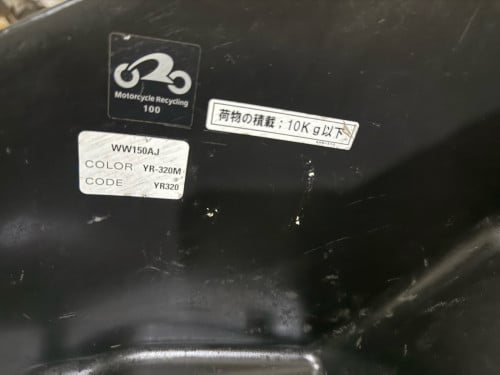 Motorcycle Recycling
100
荷物の積載;10Kg以下
WW150AJ
COLOR YR-320M
CODE YR320